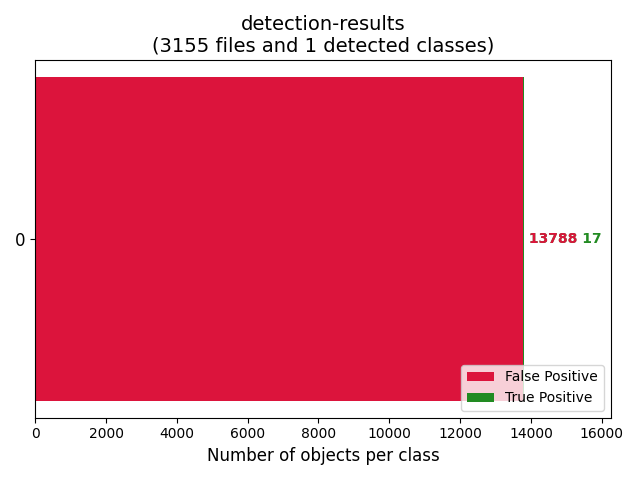 detection-results
(3155 files and 1 detected classes)
0
13788 17
False Positive
True Positive
0 2000 4000 6000 8000 10000 12000 14000 16000
Number of objects per class